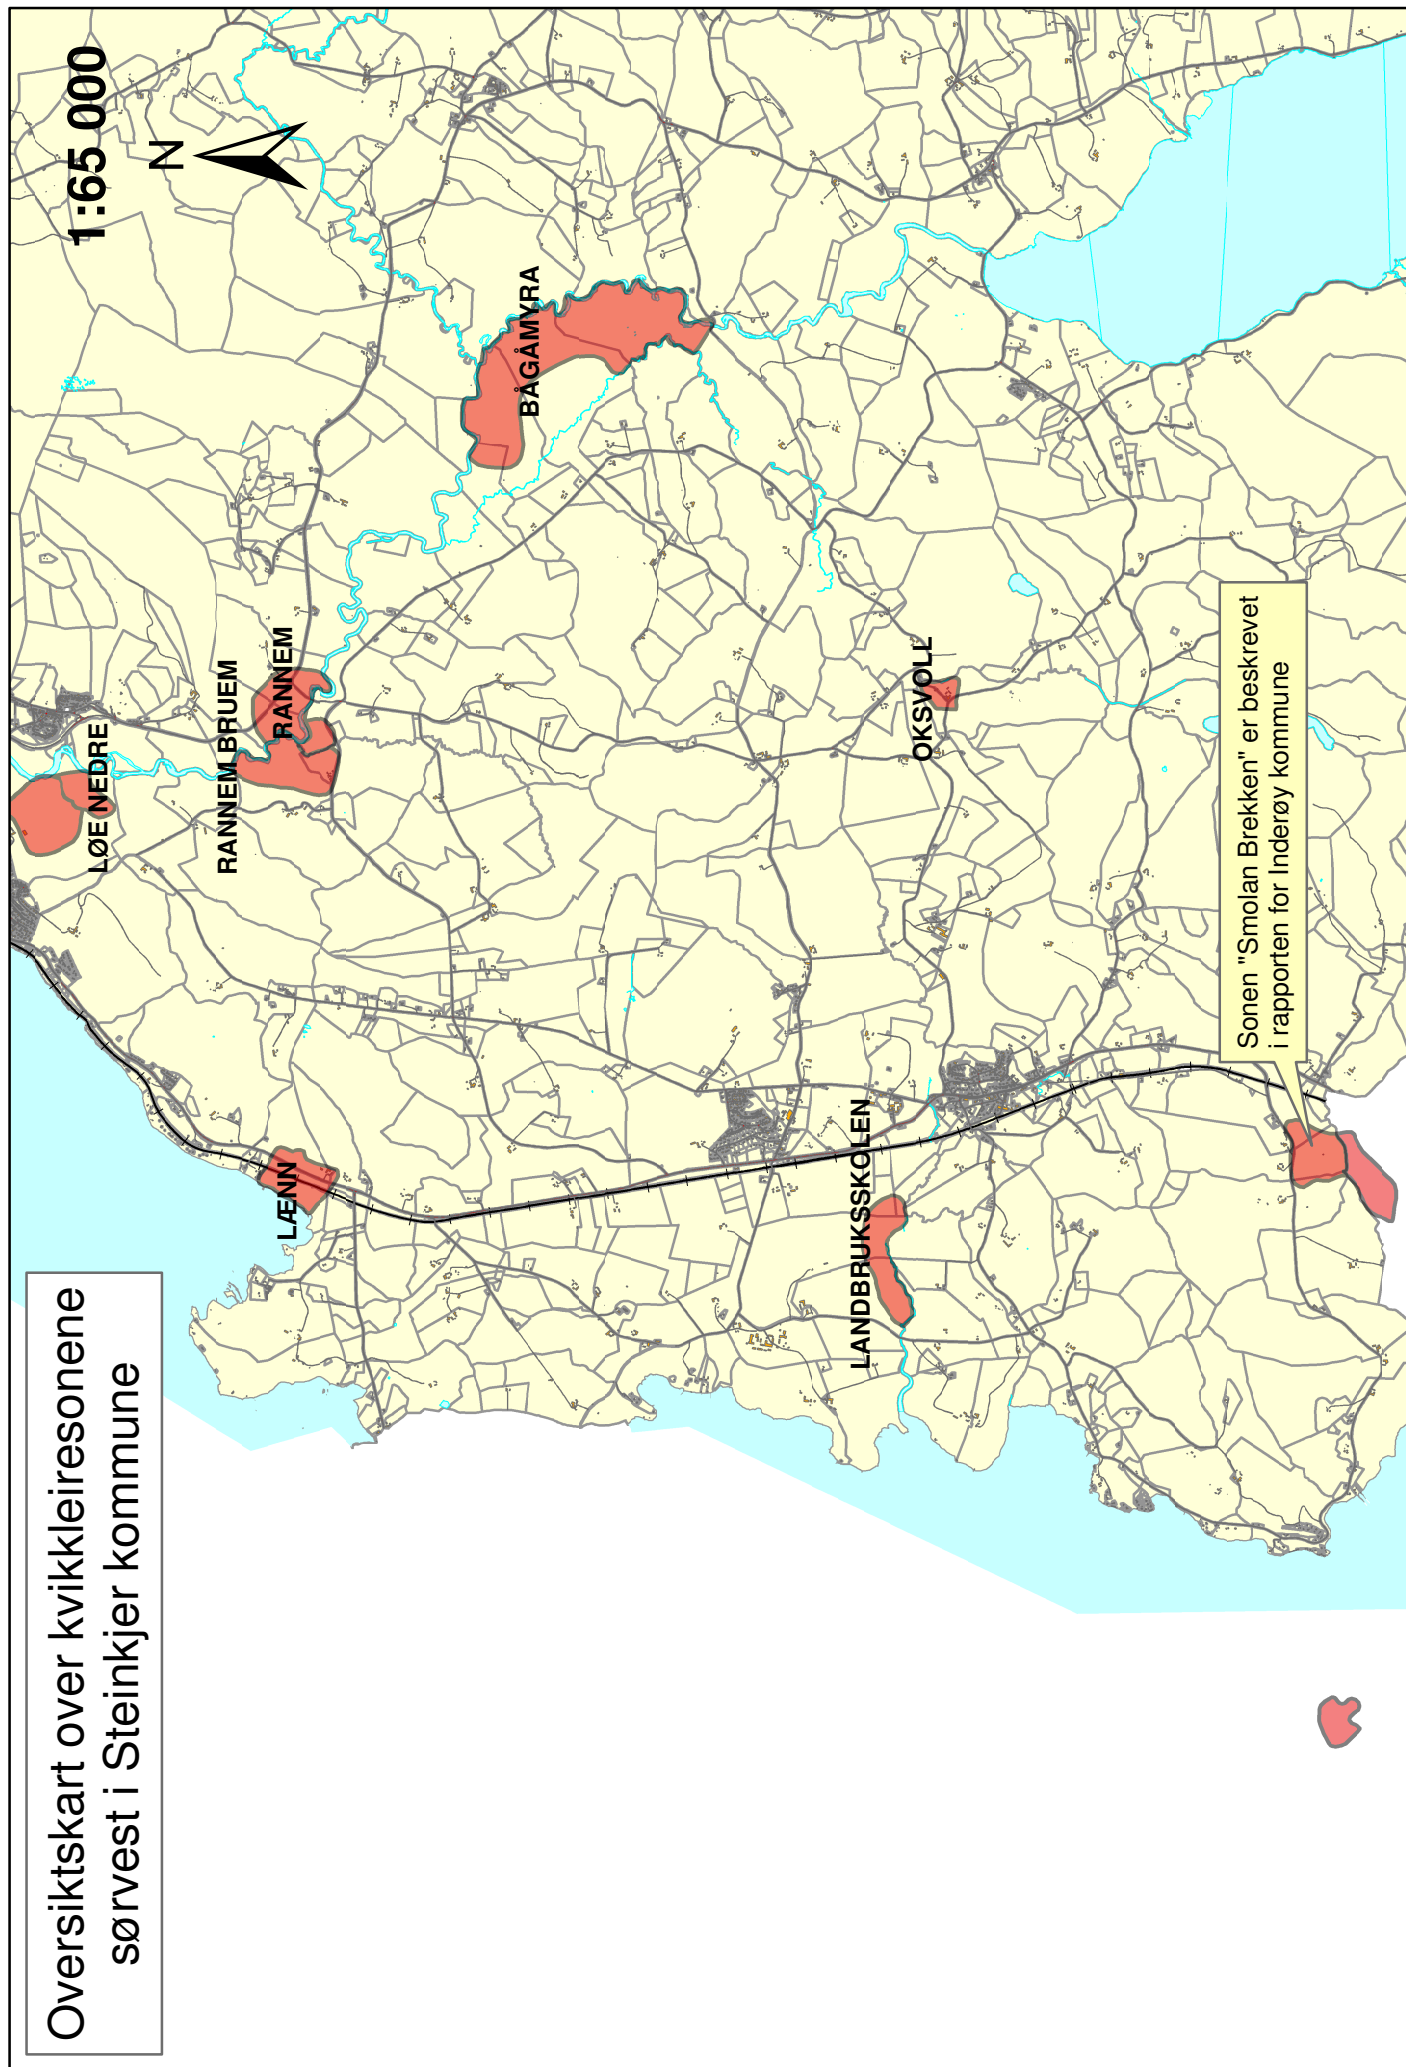 Oversiktskart over kvikkleiresonene
sørvest i Steinkjer kommune
1:65 000
N
LØE NEDRE
RANNEM BRUEM
RANNEM
LÆNN
BÅGÅMYRA
LANDBRUKSSKOLEN
OKSVOLL
Sonen "Smolan Brekken" er beskrevet
i rapporten for Inderøy kommune